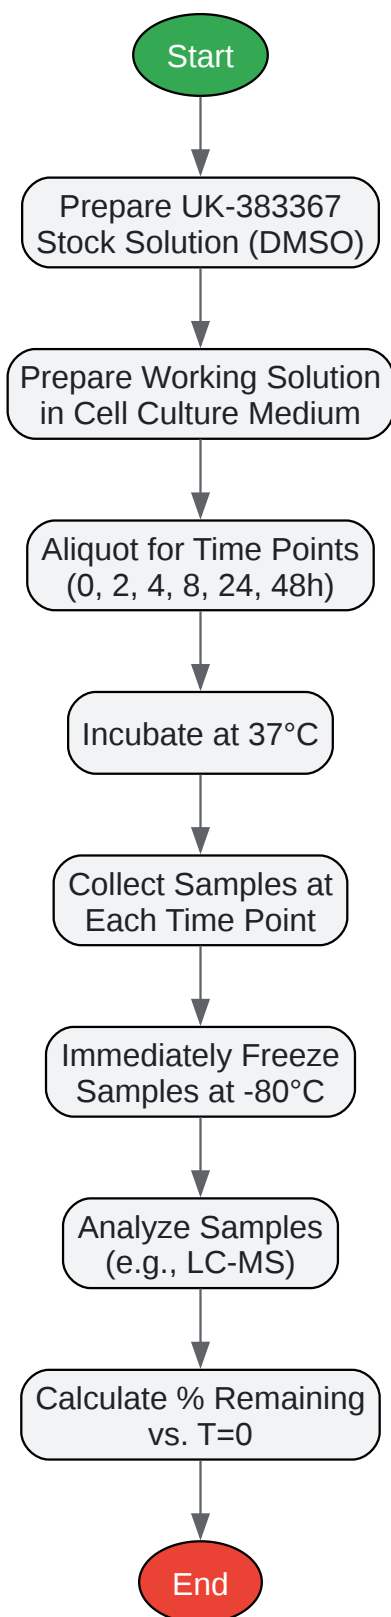 Start
Prepare UK-383367
Stock Solution (DMSO)
Prepare Working Solution
in Cell Culture Medium
Aliquot for Time Points
(0, 2, 4, 8, 24, 48h)
Incubate at 37°C
Collect Samples at
Each Time Point
Immediately Freeze
Samples at -80°C
Analyze Samples
(e.g., LC-MS)
Calculate % Remaining
vs. T=0
End